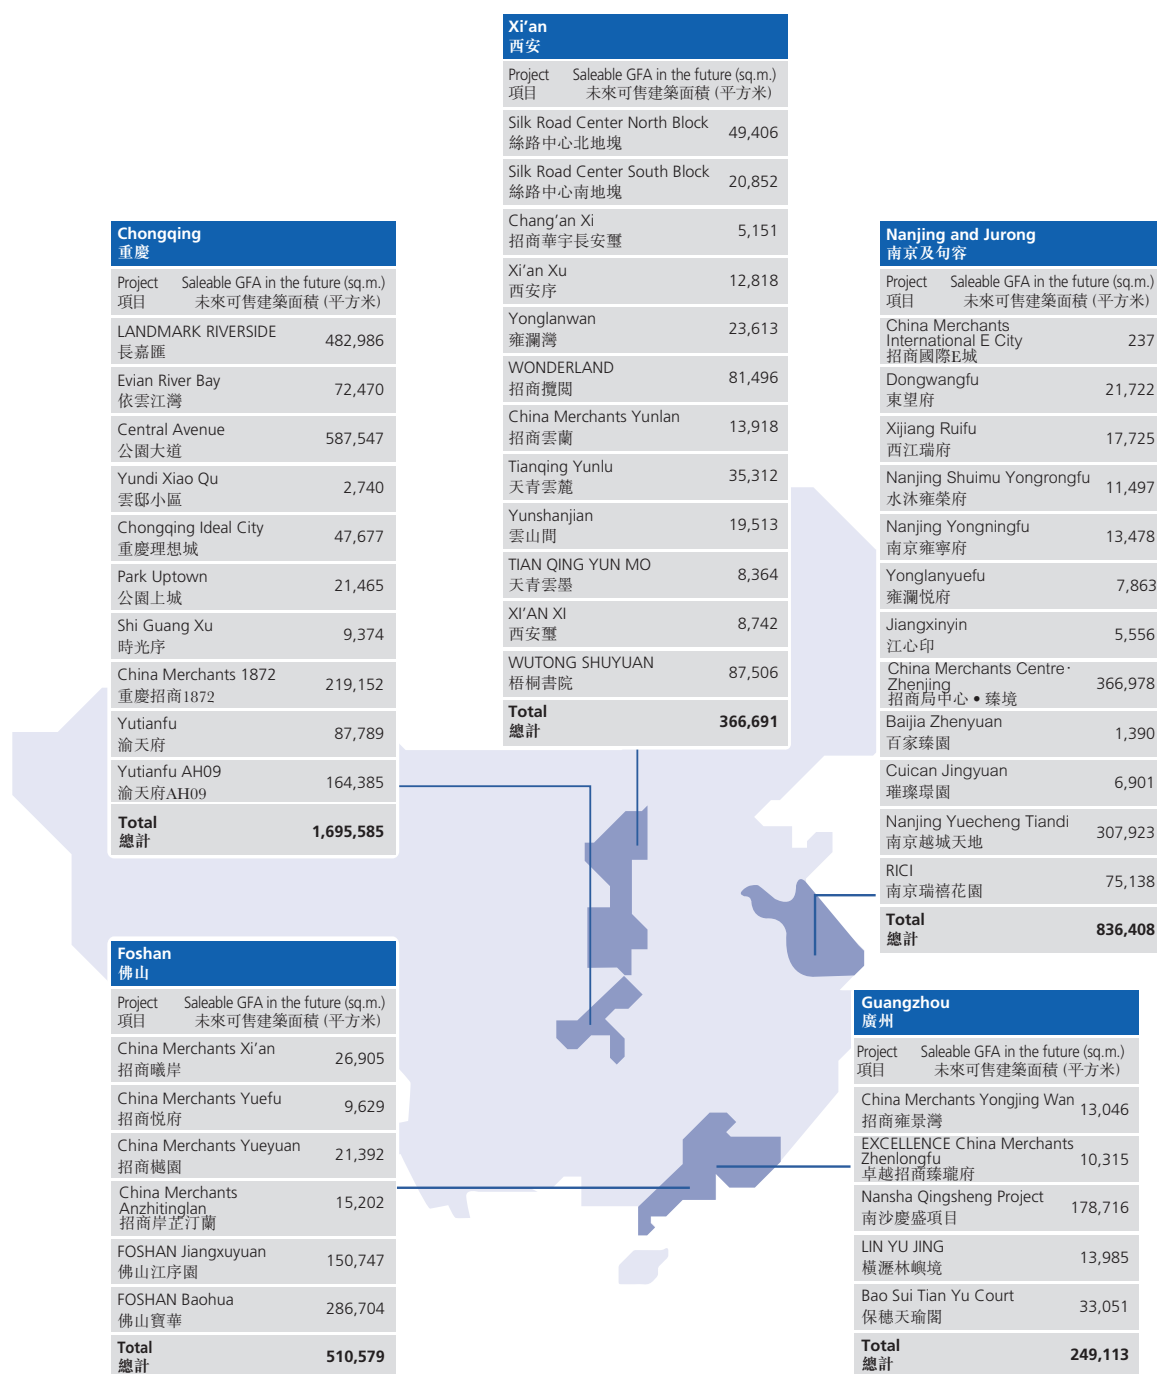 Xi’an
西安
Project Saleable GFA in the future (sq.m.)
項目 未來可售建築面積 (平方米)
Silk Road Center North Block 49,406
絲路中心北地塊
Silk Road Center South Block 20,852
絲路中心南地塊
Chang’an Xi 5,151
招商華宇長安璽
Xi’an Xu 12,818
西安序
Yonglanwan 23,613
雍瀾灣
WONDERLAND 81,496
招商攬閱
China Merchants Yunlan 13,918
招商雲蘭
Tianqing Yunlu 35,312
天青雲麓
Yunshanjian 19,513
雲山間
TIAN QING YUN MO 8,364
天青雲墨
XI’AN XI 8,742
西安璽
WUTONG SHUYUAN 87,506
梧桐書院
Total 366,691
總計
Chongqing
重慶
Project Saleable GFA in the future (sq.m.)
項目 未來可售建築面積 (平方米)
LANDMARK RIVERSIDE 482,986
長嘉匯
Evian River Bay 72,470
依雲江灣
Central Avenue 587,547
公園大道
Yundi Xiao Qu 2,740
雲邸小區
Chongqing Ideal City 47,677
重慶理想城
Park Uptown 21,465
公園上城
Shi Guang Xu 9,374
時光序
China Merchants 1872 219,152
重慶招商1872
Yutianfu 87,789
渝天府
Yutianfu AH09 164,385
渝天府AH09
Total 1,695,585
總計
Nanjing and Jurong
南京及句容
Project Saleable GFA in the future (sq.m.)
項目 未來可售建築面積 (平方米)
China Merchants
International E City 237
招商國際E城
Dongwangfu 21,722
東望府
Xijiang Ruifu 17,725
西江瑞府
Nanjing Shuimu Yongrongfu 11,497
水沐雍榮府
Nanjing Yongningfu 13,478
南京雍寧府
Yonglanyuefu 7,863
雍瀾悦府
Jiangxinyin 5,556
江心印
China Merchants Centre·
Zhenjing 366,978
招商局中心 • 臻境
Baijia Zhenyuan 1,390
百家臻園
Cuican Jingyuan 6,901
璀璨璟園
Nanjing Yuecheng Tiandi 307,923
南京越城天地
RICI 75,138
南京瑞禧花園
Total 836,408
總計
Foshan
佛山
Project Saleable GFA in the future (sq.m.)
項目 未來可售建築面積 (平方米)
China Merchants Xi’an 26,905
招商曦岸
China Merchants Yuefu 9,629
招商悦府
China Merchants Yueyuan 21,392
招商樾園
China Merchants
Anzhitinglan 15,202
招商岸芷汀蘭
FOSHAN Jiangxuyuan 150,747
佛山江序園
FOSHAN Baohua 286,704
佛山寶華
Total 510,579
總計
Guangzhou
廣州
Project Saleable GFA in the future (sq.m.)
項目 未來可售建築面積 (平方米)
China Merchants Yongjing Wan 13,046
招商雍景灣
EXCELLENCE China Merchants
Zhenlongfu 10,315
卓越招商臻瓏府
Nansha Qingsheng Project 178,716
南沙慶盛項目
LIN YU JING 13,985
橫瀝林嶼境
Bao Sui Tian Yu Court 33,051
保穗天瑜閣
Total 249,113
總計